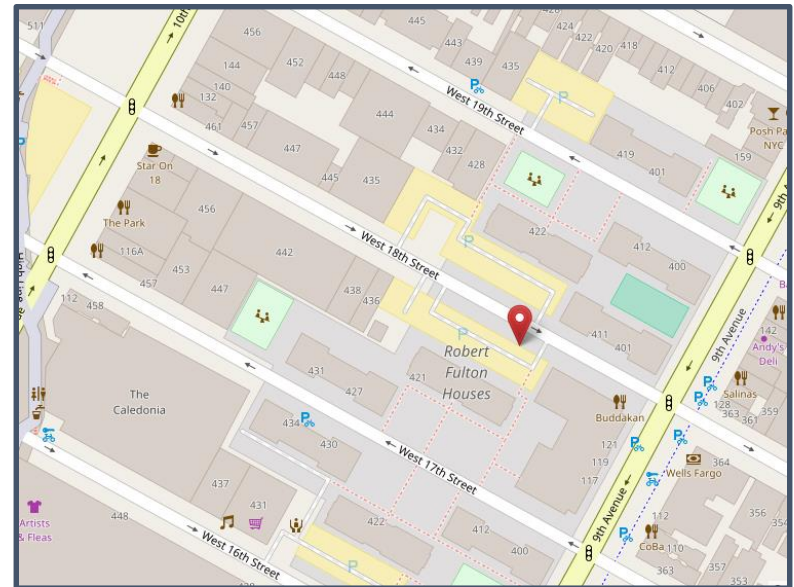 511
10th
445
424
422
420
418
456
443
412
406
402
452
144
448
439
435
140
132
444
461
457
434
432
428
447
445
435
West 19th Street
P
419
401
159
Posh Pa
NYC
9th A
Star On
18
The Park
456
116A
453
457
447
442
438
436
West 18th Street
P
422
412
400
P
411
401
112
458
The
Caledonia
431
427
421
Robert
Fulton
Houses
9th Avenue
142
Andy's
Deli
Salinas
128
363
361
359
Buddakan
121
119
117
P
Wells Fargo
364
434
430
West 17th Street
437
431
422
412
400
P
Artists
& Fleas
448
West 16th Street
9th Avenue
112
110
CoBa
363
357
356
354